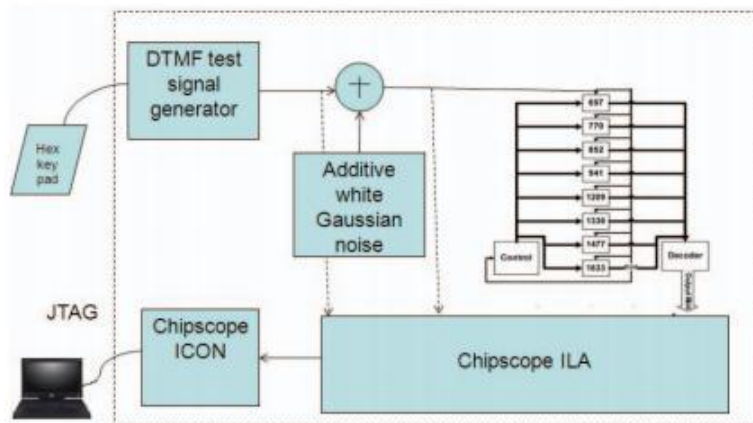 DTMF test
signal
generator
Hex
key
pad
Additive
white
Gaussian
noise
697
770
852
941
1209
1336
1477
1633
Control
Decoder
JTAG
Chipscope
ICON
Chipscope ILA